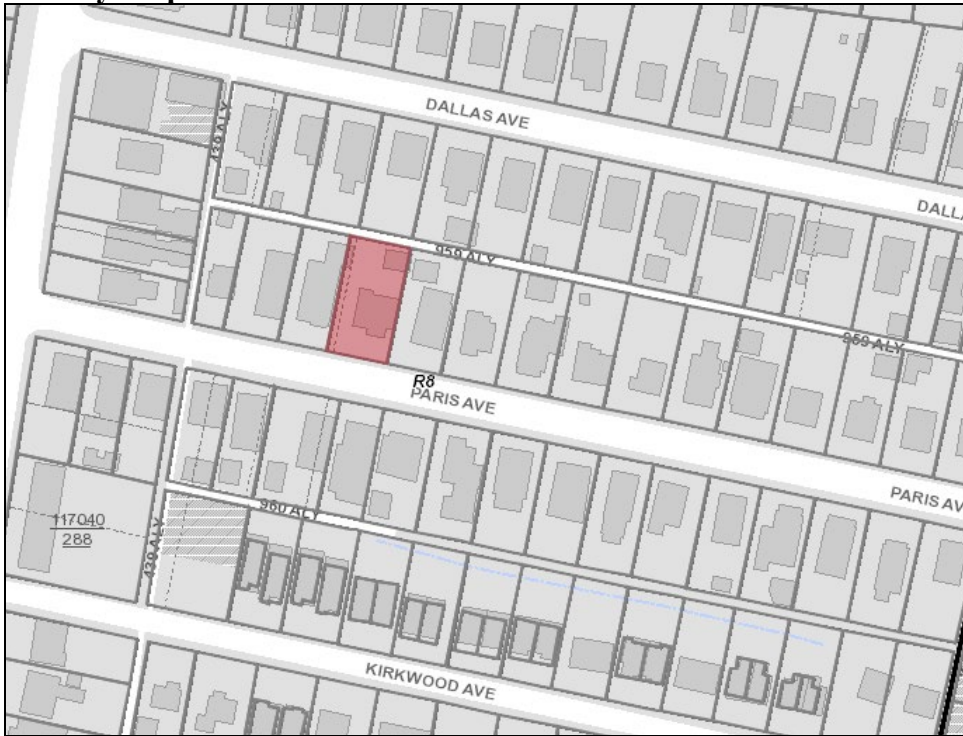 DALLAS AVE
439 ALY
DALLA
959 ALY
959 ALY
R8
PARIS AVE
PARIS AV
960 ALY
117040
288
439 ALY
KIRKWOOD AVE